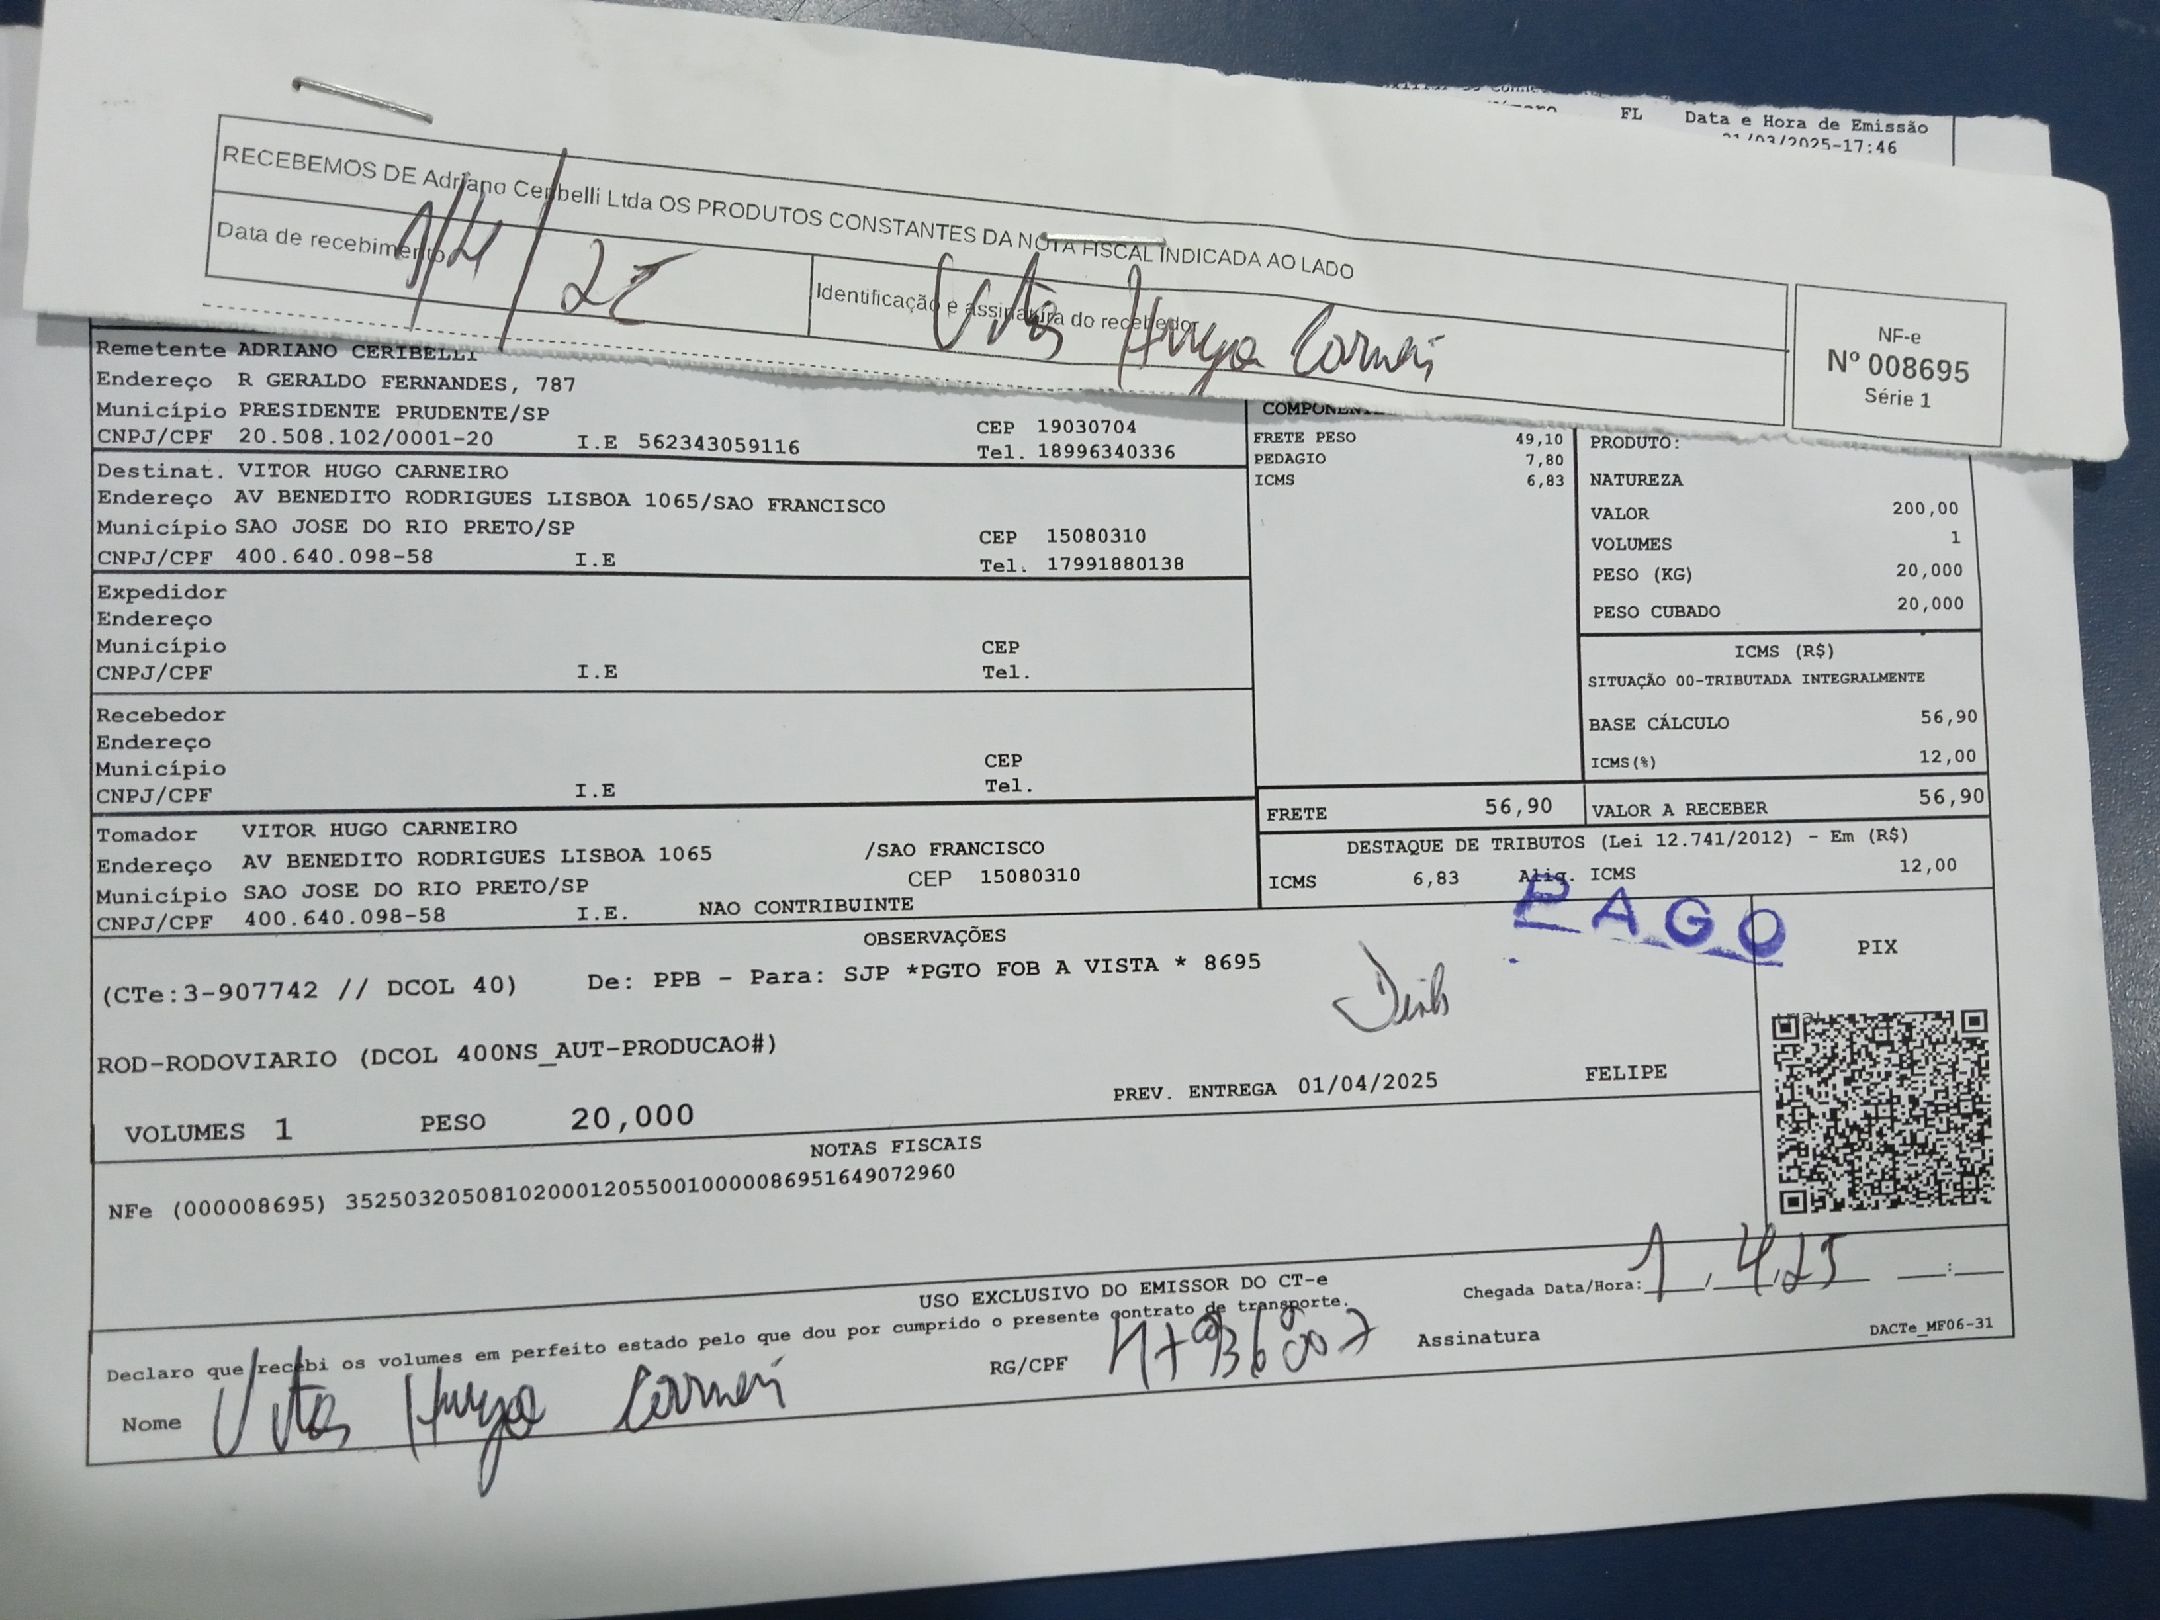 FL Data e Hora de Emissão
/03/2025-17:46
RECEBEMOS DE Adriano Ceribelli Ltda OS PRODUTOS CONSTANTES DA NOTA FISCAL INDICADA AO LADO
Data de recebimento 1/4/25
Identificação e assinatura do recebedor Vitor Hugo Carneiro
NF-e
Nº 008695
Série 1
Remetente ADRIANO CERIBELLI
Endereço R GERALDO FERNANDES, 787
Município PRESIDENTE PRUDENTE/SP CEP 19030704
CNPJ/CPF 20.508.102/0001-20 I.E 562343059116 Tel. 18996340336
Destinat. VITOR HUGO CARNEIRO
Endereço AV BENEDITO RODRIGUES LISBOA 1065/SAO FRANCISCO
Município SAO JOSE DO RIO PRETO/SP CEP 15080310
CNPJ/CPF 400.640.098-58 I.E Tel. 17991880138
Expedidor
Endereço
Município CEP
CNPJ/CPF I.E Tel.
Recebedor
Endereço
Município CEP
CNPJ/CPF I.E Tel.
Tomador VITOR HUGO CARNEIRO
Endereço AV BENEDITO RODRIGUES LISBOA 1065 /SAO FRANCISCO
Município SAO JOSE DO RIO PRETO/SP CEP 15080310
CNPJ/CPF 400.640.098-58 I.E. NAO CONTRIBUINTE
FRETE PESO 49,10
PEDAGIO 7,80
ICMS 6,83
PRODUTO:
NATUREZA
VALOR 200,00
VOLUMES 1
PESO (KG) 20,000
PESO CUBADO 20,000
ICMS (R$)
SITUAÇÃO 00-TRIBUTADA INTEGRALMENTE
BASE CÁLCULO 56,90
ICMS(%) 12,00
FRETE 56,90 VALOR A RECEBER 56,90
DESTAQUE DE TRIBUTOS (Lei 12.741/2012) - Em (R$)
ICMS 6,83 Aliq. ICMS 12,00
PAGO
PIX
OBSERVAÇÕES
(CTe:3-907742 // DCOL 40) De: PPB - Para: SJP *PGTO FOB A VISTA * 8695
ROD-RODOVIARIO (DCOL 400NS_AUT-PRODUCAO#)
PREV. ENTREGA 01/04/2025 FELIPE
VOLUMES 1 PESO 20,000
NOTAS FISCAIS
NFe (000008695) 35250320508102000120550010000086951649072960
USO EXCLUSIVO DO EMISSOR DO CT-e
Chegada Data/Hora: 1/4/25 __:__
Declaro que recebi os volumes em perfeito estado pelo que dou por cumprido o presente contrato de transporte.
Nome Vitor Hugo Carneiro RG/CPF Assinatura
DACTe_MF06-31